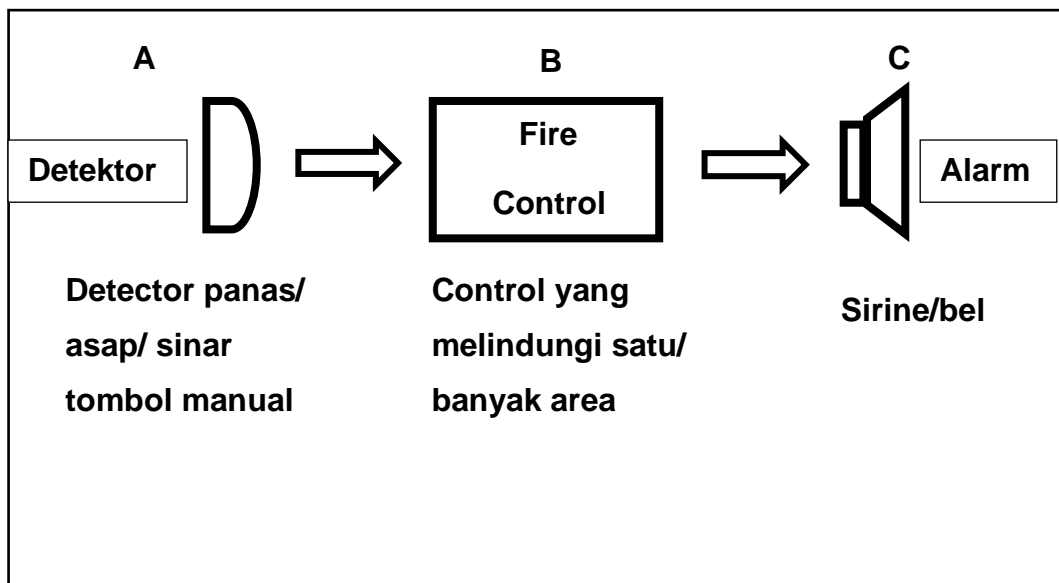 A
B
C
Detektor
Fire
Control
Alarm
Detector panas/
asap/ sinar
tombol manual
Control yang
melindungi satu/
banyak area
Sirine/bel